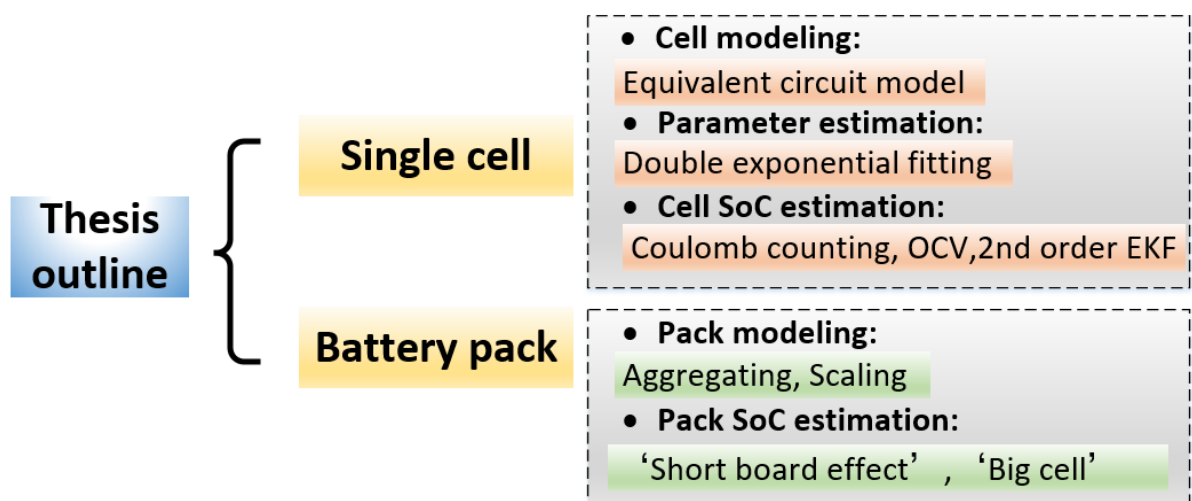 Thesis
outline
Single cell
• Cell modeling:
Equivalent circuit model
• Parameter estimation:
Double exponential fitting
• Cell SoC estimation:
Coulomb counting, OCV,2nd order EKF
Battery pack
• Pack modeling:
Aggregating, Scaling
• Pack SoC estimation:
‘Short board effect’, ‘Big cell’